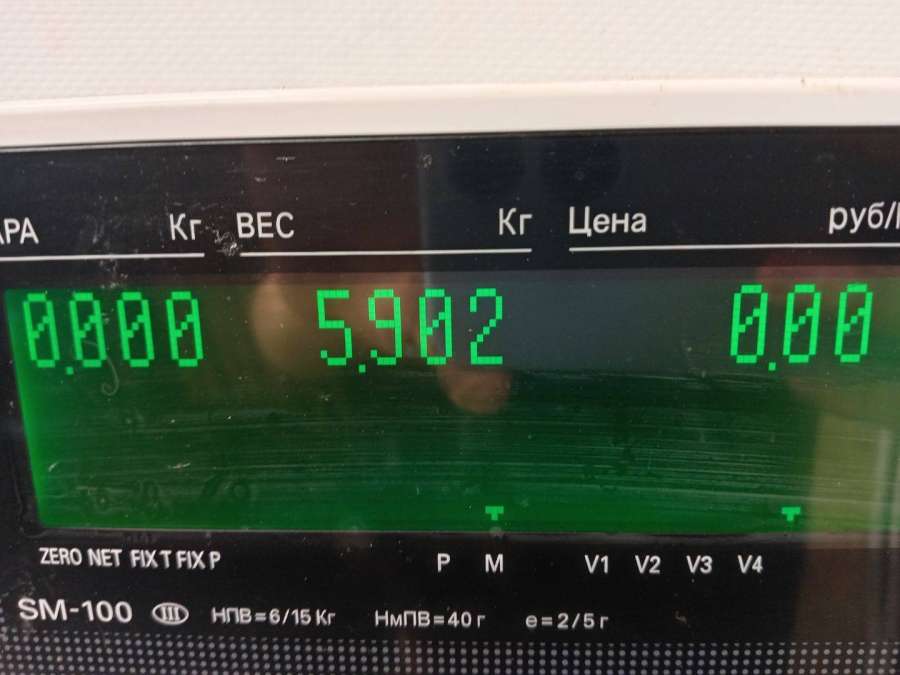 АРА Кг ВЕС Кг Цена руб/
0.000 5.902 0.00
ZERO NET FIX T FIX P P M V1 V2 V3 V4
SM-100 III НПВ=6/15 Кг НмПВ=40 г е=2/5 г